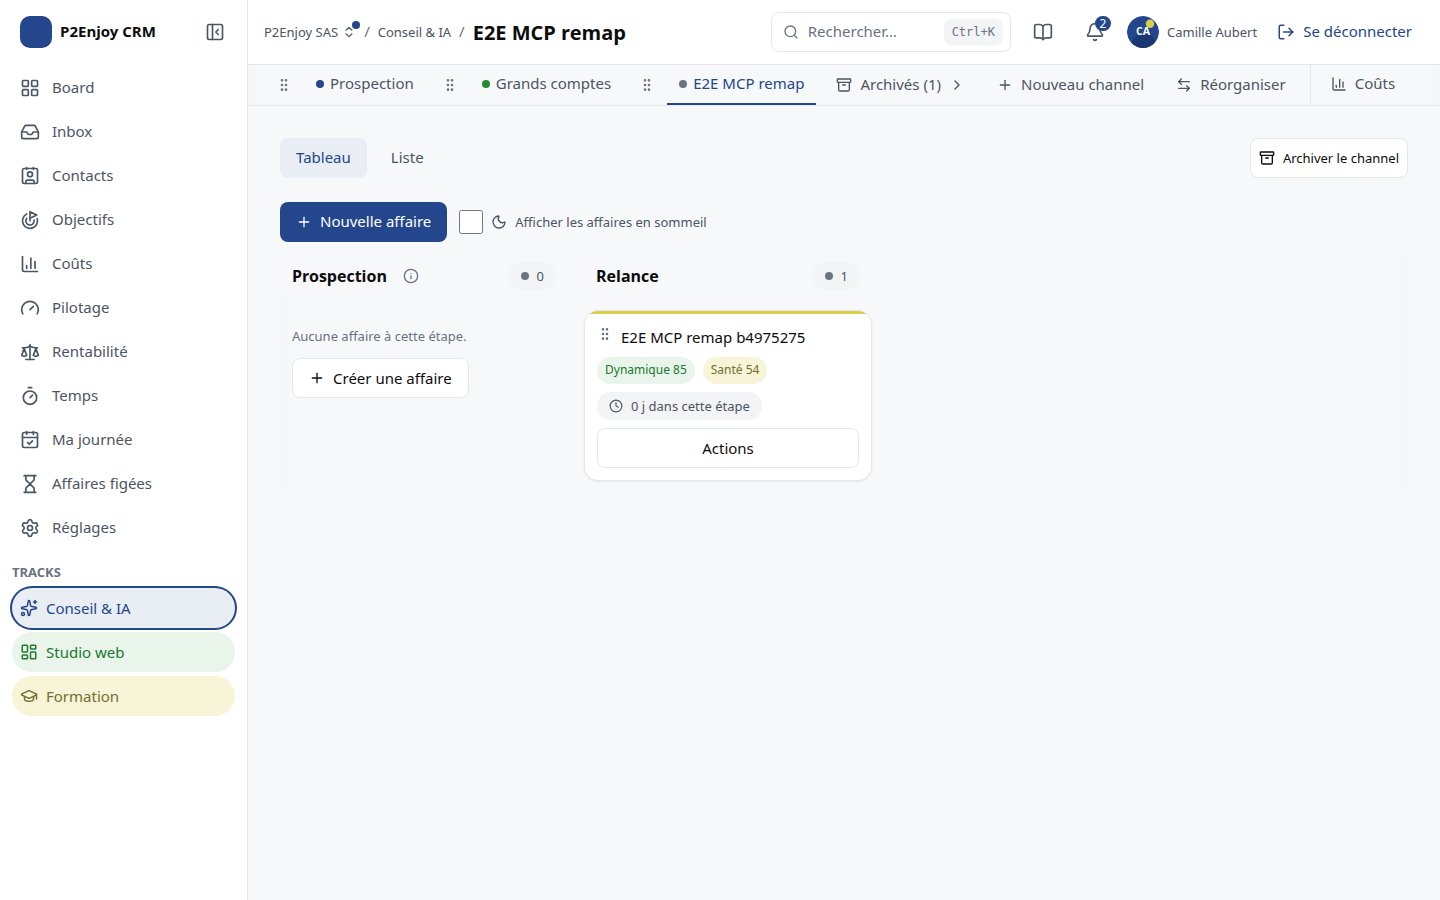 P2Enjoy CRM
P2Enjoy SAS / Conseil & IA / E2E MCP remap
Rechercher... Ctrl+K
2
CA Camille Aubert
Se déconnecter
Board
Inbox
Contacts
Objectifs
Coûts
Pilotage
Rentabilité
Temps
Ma journée
Affaires figées
Réglages
TRACKS
Conseil & IA
Studio web
Formation
Prospection
Grands comptes
E2E MCP remap
Archivés (1)
Nouveau channel
Réorganiser
Coûts
Tableau
Liste
Archiver le channel
Nouvelle affaire
Afficher les affaires en sommeil
Prospection
0
Aucune affaire à cette étape.
Créer une affaire
Relance
1
E2E MCP remap b4975275
Dynamique 85
Santé 54
0 j dans cette étape
Actions